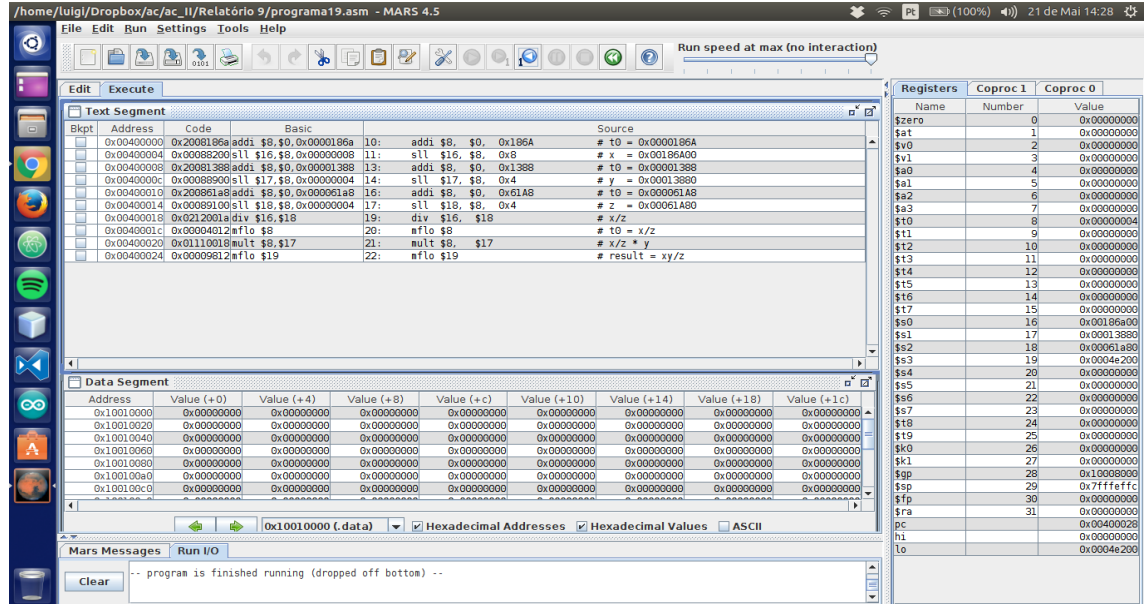 /home/luigi/Dropbox/ac/ac_II/Relatório 9/programa19.asm - MARS 4.5 Pt (100%) 21 de Mai 14:28
File Edit Run Settings Tools Help
Run speed at max (no interaction)
Edit Execute
Text Segment
Bkpt Address Code Basic Source
0x00400000 0x2008186a addi $8,$0,0x0000186a 10: addi $8, $0, 0x186A # t0 = 0x0000186A
0x00400004 0x00088200 sll $16,$8,0x00000008 11: sll $16, $8, 0x8 # x = 0x00186A00
0x00400008 0x20081388 addi $8,$0,0x00001388 13: addi $8, $0, 0x1388 # t0 = 0x00001388
0x0040000c 0x00088900 sll $17,$8,0x00000004 14: sll $17, $8, 0x4 # y = 0x00013880
0x00400010 0x200861a8 addi $8,$0,0x000061a8 16: addi $8, $0, 0x61A8 # t0 = 0x000061A8
0x00400014 0x00089100 sll $18,$8,0x00000004 17: sll $18, $8, 0x4 # z = 0x00061A80
0x00400018 0x0212001a div $16,$18 19: div $16, $18 # x/z
0x0040001c 0x00004012 mflo $8 20: mflo $8 # t0 = x/z
0x00400020 0x01110018 mult $8,$17 21: mult $8, $17 # x/z * y
0x00400024 0x00009812 mflo $19 22: mflo $19 # result = xy/z
Data Segment
Address Value (+0) Value (+4) Value (+8) Value (+c) Value (+10) Value (+14) Value (+18) Value (+1c)
0x10010000 0x00000000 0x00000000 0x00000000 0x00000000 0x00000000 0x00000000 0x00000000 0x00000000
0x10010020 0x00000000 0x00000000 0x00000000 0x00000000 0x00000000 0x00000000 0x00000000 0x00000000
0x10010040 0x00000000 0x00000000 0x00000000 0x00000000 0x00000000 0x00000000 0x00000000 0x00000000
0x10010060 0x00000000 0x00000000 0x00000000 0x00000000 0x00000000 0x00000000 0x00000000 0x00000000
0x10010080 0x00000000 0x00000000 0x00000000 0x00000000 0x00000000 0x00000000 0x00000000 0x00000000
0x100100a0 0x00000000 0x00000000 0x00000000 0x00000000 0x00000000 0x00000000 0x00000000 0x00000000
0x100100c0 0x00000000 0x00000000 0x00000000 0x00000000 0x00000000 0x00000000 0x00000000 0x00000000
0x10010000 (.data) Hexadecimal Addresses Hexadecimal Values ASCII
Mars Messages Run I/O
Clear
-- program is finished running (dropped off bottom) --
Registers Coproc 1 Coproc 0
Name Number Value
$zero 0 0x00000000
$at 1 0x00000000
$v0 2 0x00000000
$v1 3 0x00000000
$a0 4 0x00000000
$a1 5 0x00000000
$a2 6 0x00000000
$a3 7 0x00000000
$t0 8 0x00000004
$t1 9 0x00000000
$t2 10 0x00000000
$t3 11 0x00000000
$t4 12 0x00000000
$t5 13 0x00000000
$t6 14 0x00000000
$t7 15 0x00000000
$s0 16 0x00186a00
$s1 17 0x00013880
$s2 18 0x00061a80
$s3 19 0x0004e200
$s4 20 0x00000000
$s5 21 0x00000000
$s6 22 0x00000000
$s7 23 0x00000000
$t8 24 0x00000000
$t9 25 0x00000000
$k0 26 0x00000000
$k1 27 0x00000000
$gp 28 0x10008000
$sp 29 0x7fffeffc
$fp 30 0x00000000
$ra 31 0x00000000
pc 0x00400028
hi 0x00000000
lo 0x0004e200